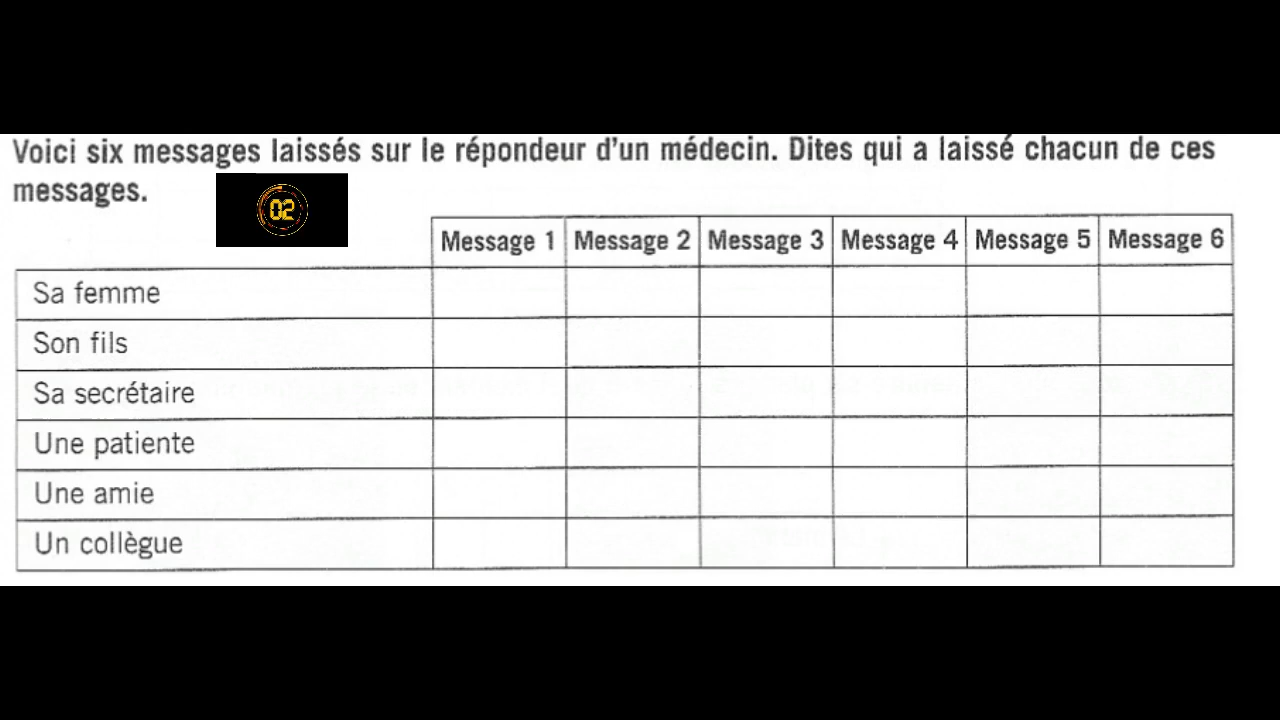 Voici six messages laissés sur le répondeur d'un médecin. Dites qui a laissé chacun de ces
messages.
02
Message 1 Message 2 Message 3 Message 4 Message 5 Message 6
Sa femme
Son fils
Sa secrétaire
Une patiente
Une amie
Un collègue